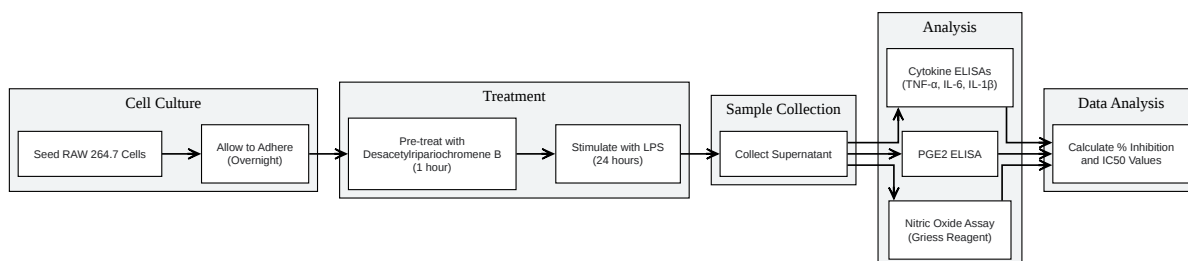 Cell Culture
Seed RAW 264.7 Cells
Allow to Adhere
(Overnight)
Treatment
Pre-treat with
Desacetylripariochromene B
(1 hour)
Stimulate with LPS
(24 hours)
Sample Collection
Collect Supernatant
Analysis
Cytokine ELISAs
(TNF-α, IL-6, IL-1β)
PGE2 ELISA
Nitric Oxide Assay
(Griess Reagent)
Data Analysis
Calculate % Inhibition
and IC50 Values